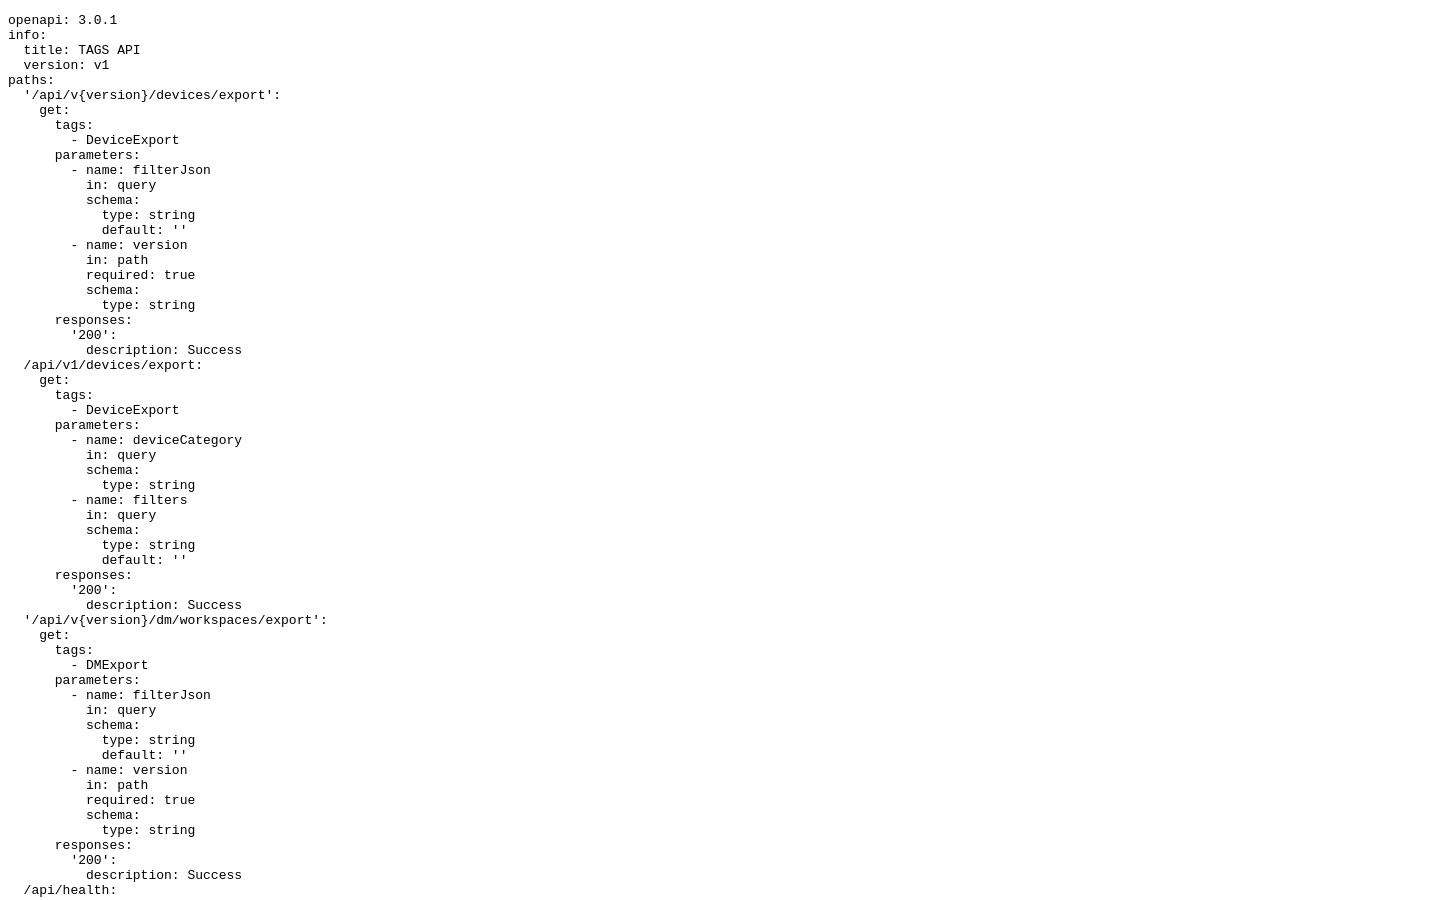 openapi: 3.0.1
info:
  title: TAGS API
  version: v1
paths:
  '/api/v{version}/devices/export':
    get:
      tags:
        - DeviceExport
      parameters:
        - name: filterJson
          in: query
          schema:
            type: string
            default: ''
        - name: version
          in: path
          required: true
          schema:
            type: string
      responses:
        '200':
          description: Success
  /api/v1/devices/export:
    get:
      tags:
        - DeviceExport
      parameters:
        - name: deviceCategory
          in: query
          schema:
            type: string
        - name: filters
          in: query
          schema:
            type: string
            default: ''
      responses:
        '200':
          description: Success
  '/api/v{version}/dm/workspaces/export':
    get:
      tags:
        - DMExport
      parameters:
        - name: filterJson
          in: query
          schema:
            type: string
            default: ''
        - name: version
          in: path
          required: true
          schema:
            type: string
      responses:
        '200':
          description: Success
  /api/health: